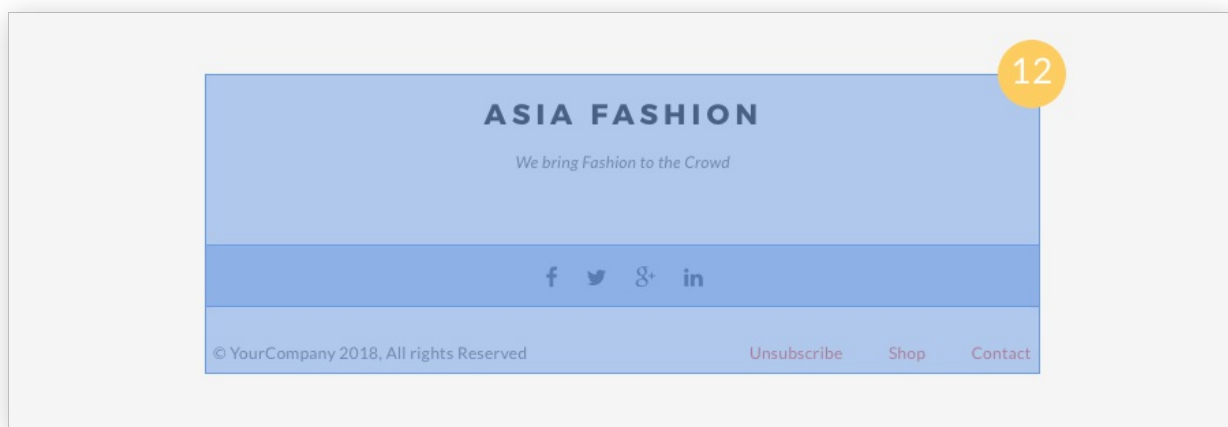 12
ASIA FASHION
We bring Fashion to the Crowd
© YourCompany 2018, All rights Reserved Unsubscribe Shop Contact